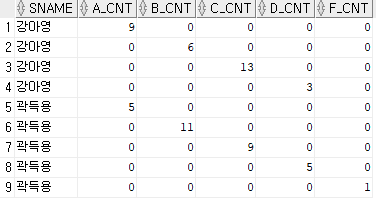 SNAME A_CNT B_CNT C_CNT D_CNT F_CNT
1 강아영 9 0 0 0 0
2 강아영 0 6 0 0 0
3 강아영 0 0 13 0 0
4 강아영 0 0 0 3 0
5 곽득용 5 0 0 0 0
6 곽득용 0 11 0 0 0
7 곽득용 0 0 9 0 0
8 곽득용 0 0 0 5 0
9 곽득용 0 0 0 0 1